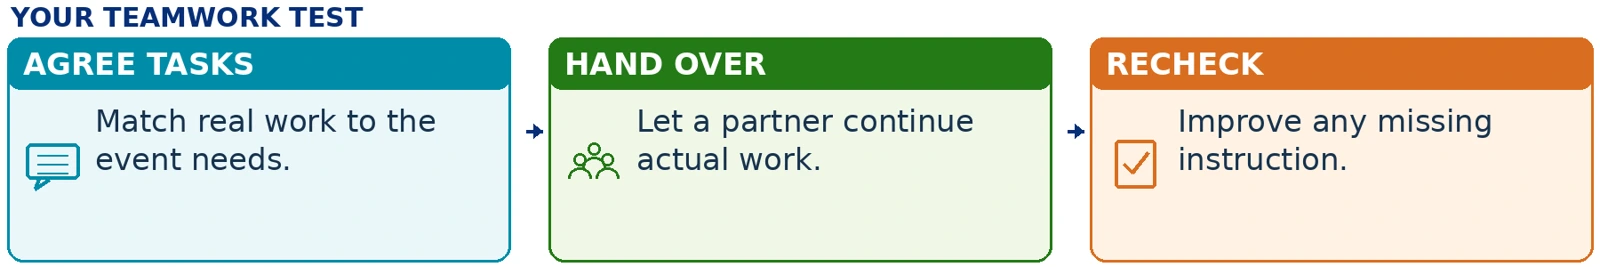 YOUR TEAMWORK TEST
AGREE TASKS
Match real work to the
event needs.
HAND OVER
Let a partner continue
actual work.
RECHECK
Improve any missing
instruction.